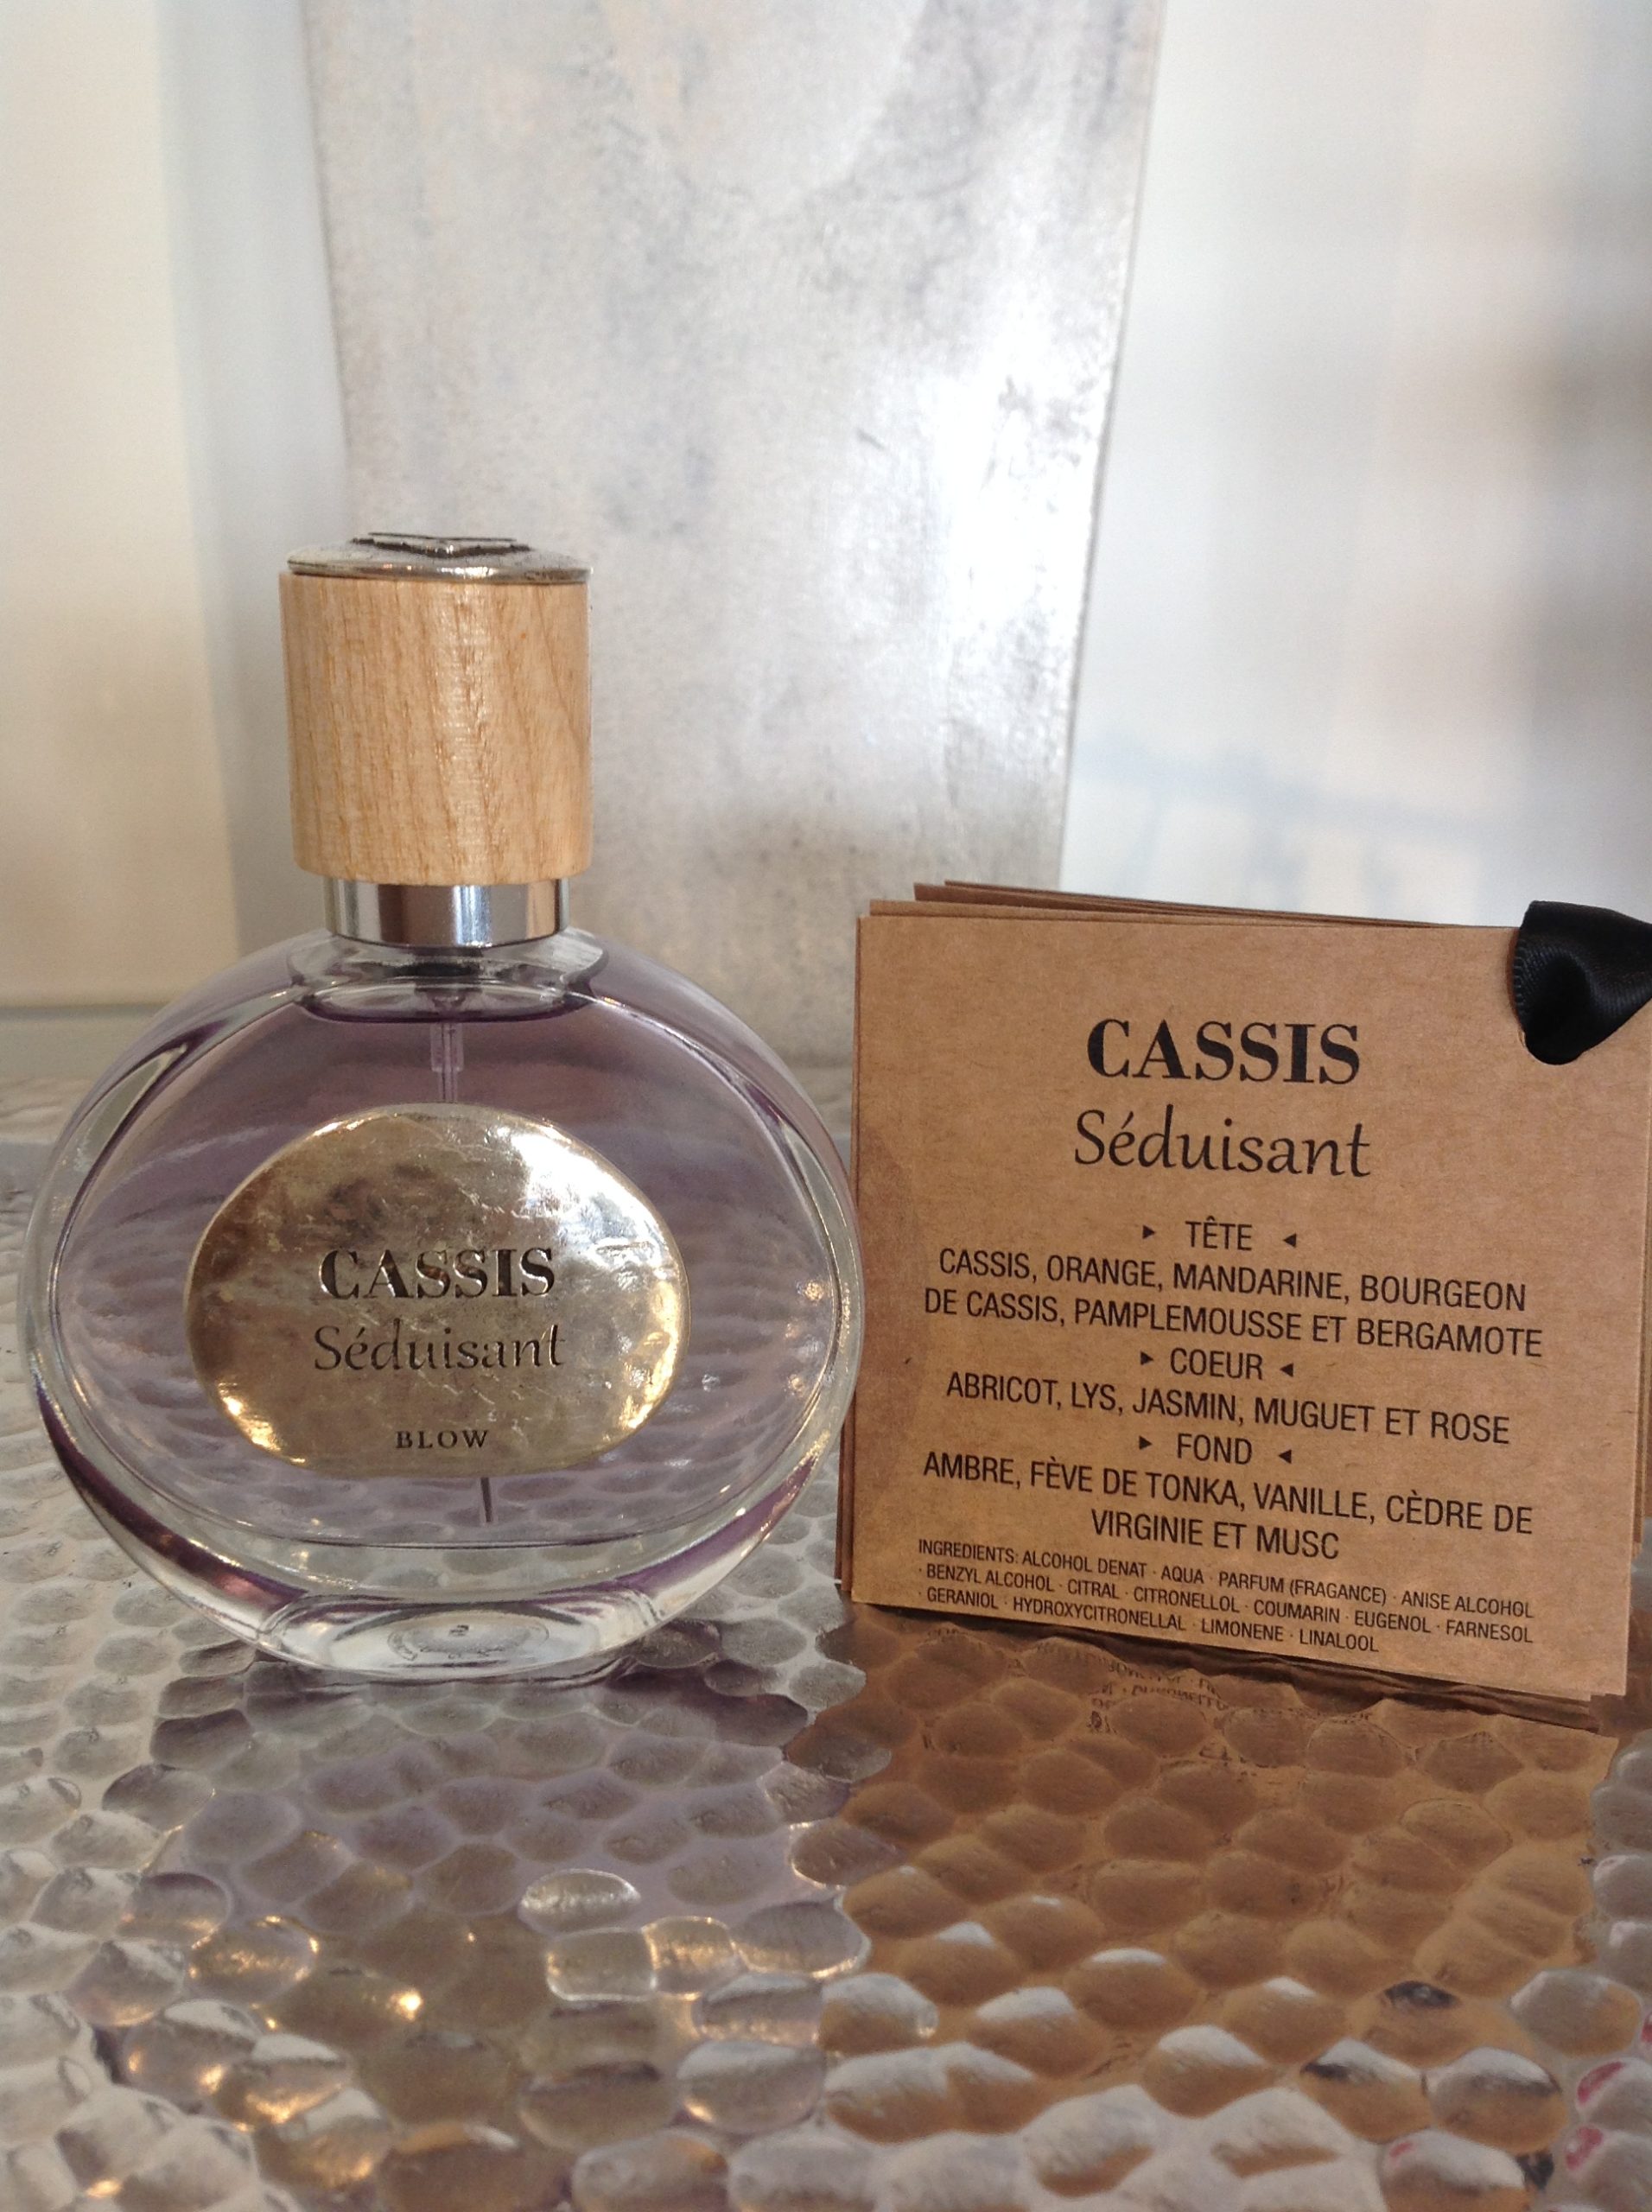 CASSIS
Séduisant
BLOW
CASSIS
Séduisant
▸ TÊTE ◂
CASSIS, ORANGE, MANDARINE, BOURGEON
DE CASSIS, PAMPLEMOUSSE ET BERGAMOTE
▸ COEUR ◂
ABRICOT, LYS, JASMIN, MUGUET ET ROSE
▸ FOND ◂
AMBRE, FÈVE DE TONKA, VANILLE, CÈDRE DE
VIRGINIE ET MUSC
INGREDIENTS: ALCOHOL DENAT · AQUA · PARFUM (FRAGANCE) · ANISE ALCOHOL
· BENZYL ALCOHOL · CITRAL · CITRONELLOL · COUMARIN · EUGENOL · FARNESOL
· GERANIOL · HYDROXYCITRONELLAL · LIMONENE · LINALOOL